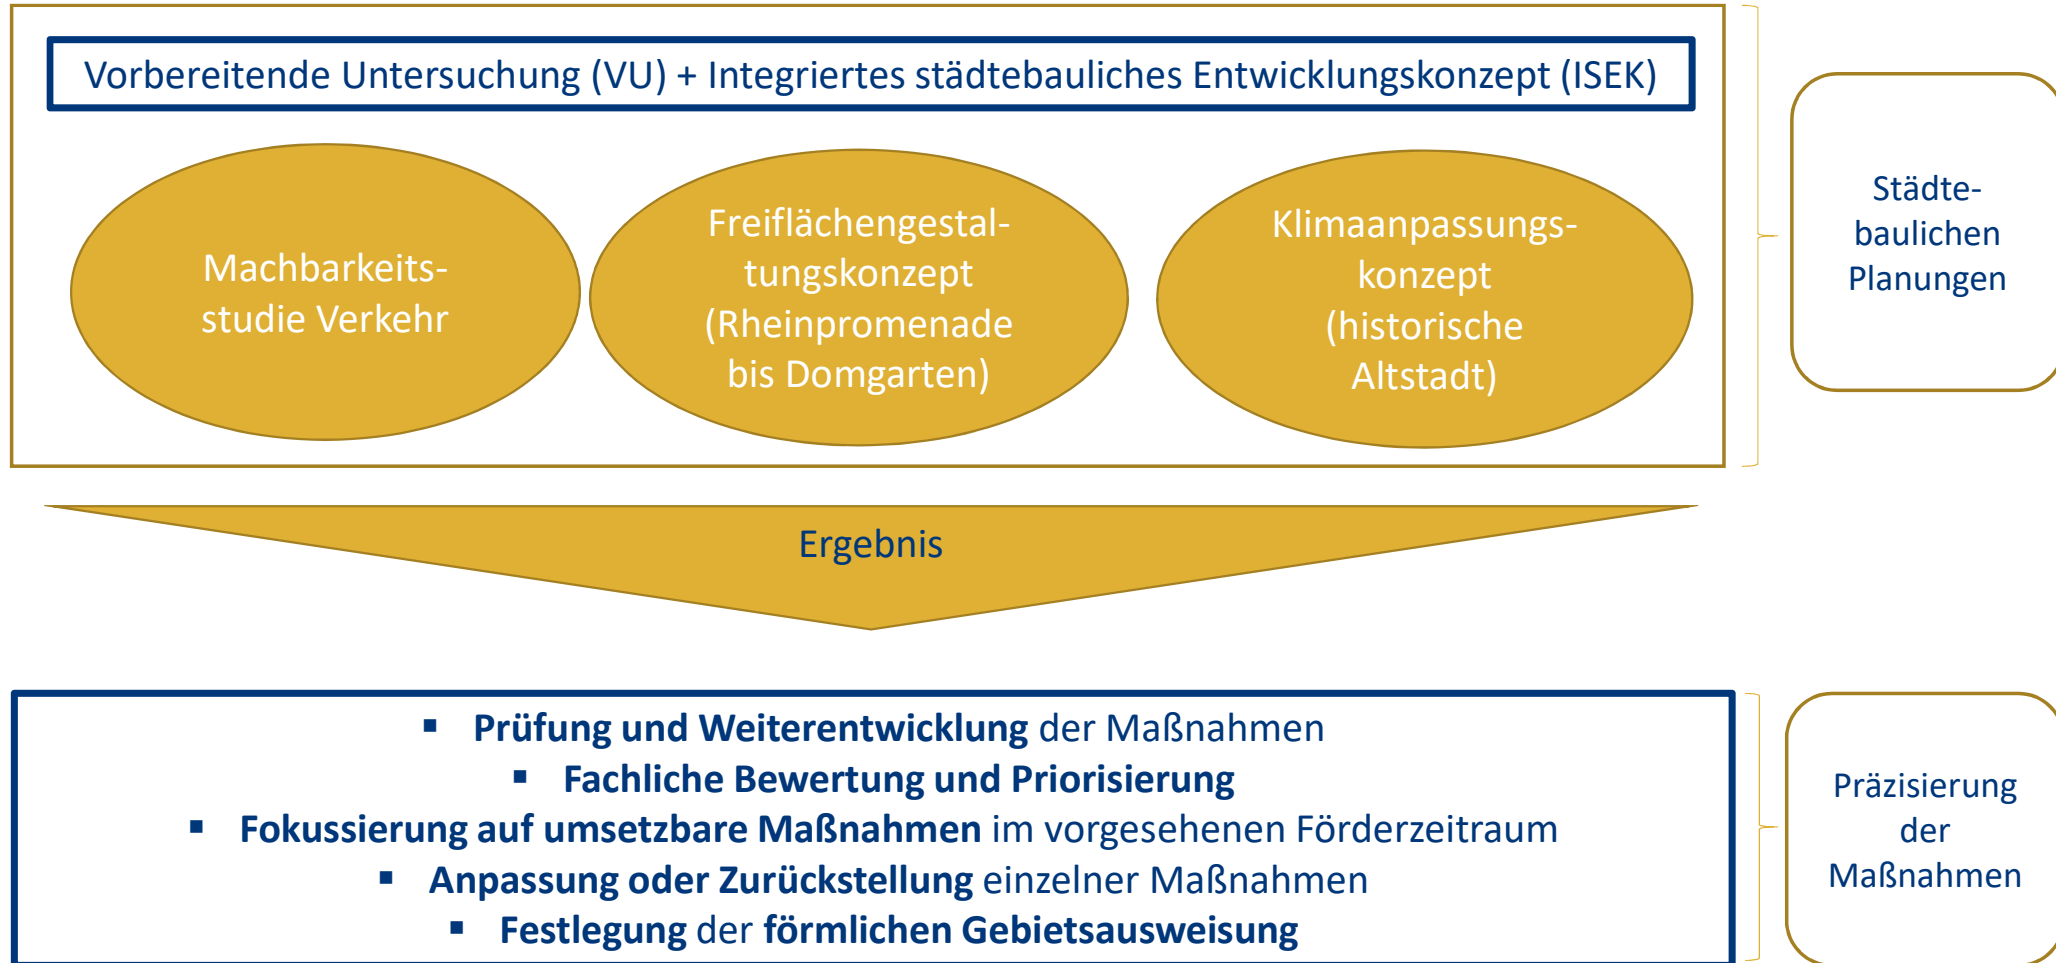 Vorbereitende Untersuchung (VU) + Integriertes städtebauliches Entwicklungskonzept (ISEK)
Machbarkeits-
studie Verkehr
Freiflächengestal-
tungskonzept
(Rheinpromenade
bis Domgarten)
Klimaanpassungs-
konzept
(historische
Altstadt)
Städte-
baulichen
Planungen
Ergebnis
▪ Prüfung und Weiterentwicklung der Maßnahmen
▪ Fachliche Bewertung und Priorisierung
▪ Fokussierung auf umsetzbare Maßnahmen im vorgesehenen Förderzeitraum
▪ Anpassung oder Zurückstellung einzelner Maßnahmen
▪ Festlegung der förmlichen Gebietsausweisung
Präzisierung
der
Maßnahmen